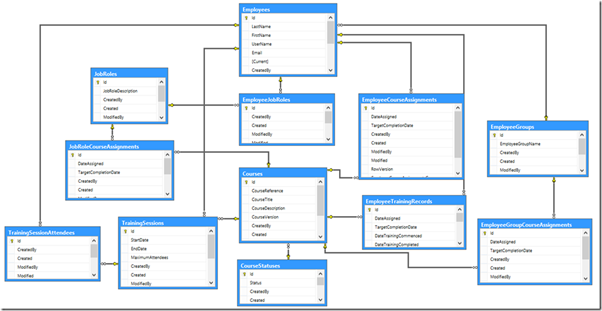 Employees
Id
LastName
FirstName
UserName
Email
[Current]
CreatedBy
JobRoles
Id
JobRoleDescription
CreatedBy
Created
ModifiedBy
EmployeeJobRoles
Id
CreatedBy
Created
ModifiedBy
Modified
EmployeeCourseAssignments
Id
DateAssigned
TargetCompletionDate
CreatedBy
Created
ModifiedBy
Modified
RowVersion
EmployeeGroups
Id
EmployeeGroupName
CreatedBy
Created
ModifiedBy
JobRoleCourseAssignments
Id
DateAssigned
TargetCompletionDate
CreatedBy
Created
Courses
Id
CourseReference
CourseTitle
CourseDescription
CourseVersion
CreatedBy
Created
EmployeeTrainingRecords
Id
DateAssigned
TargetCompletionDate
DateTrainingCommenced
DateTrainingCompleted
TrainingSessionAttendees
Id
CreatedBy
Created
ModifiedBy
Modified
TrainingSessions
Id
StartDate
EndDate
MaximumAttendees
CreatedBy
Created
ModifiedBy
EmployeeGroupCourseAssignments
Id
DateAssigned
TargetCompletionDate
CreatedBy
Created
ModifiedBy
CourseStatuses
Id
Status
CreatedBy
Created